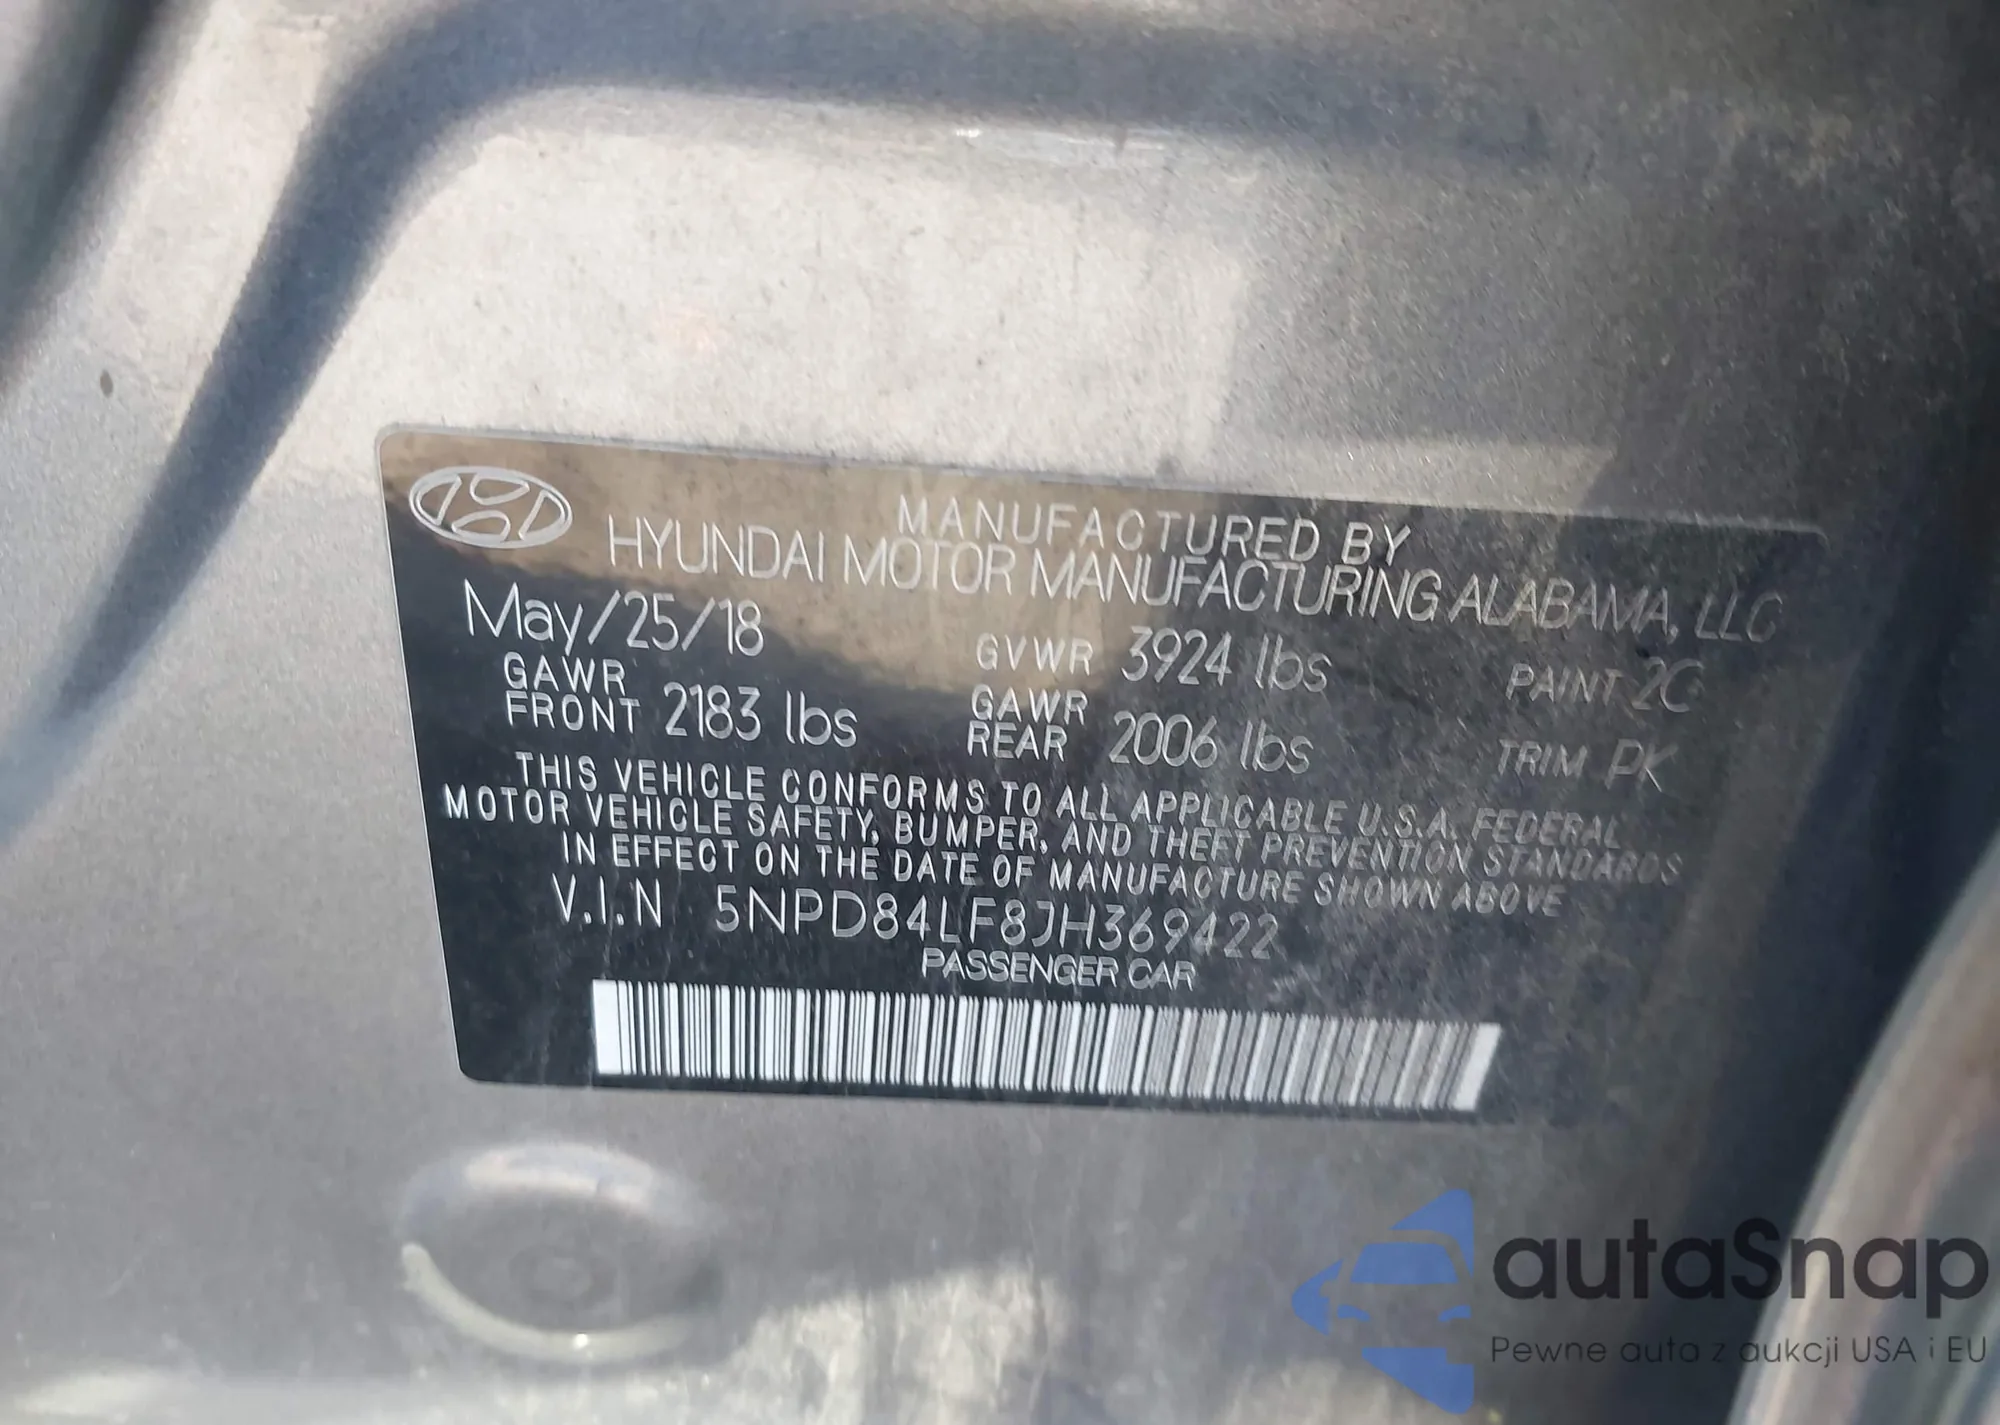 MANUFACTURED BY
HYUNDAI MOTOR MANUFACTURING ALABAMA, LLC
May/25/18 GVWR 3924 lbs PAINT 2C
GAWR FRONT 2183 lbs GAWR REAR 2006 lbs TRIM PK
THIS VEHICLE CONFORMS TO ALL APPLICABLE U.S.A. FEDERAL
MOTOR VEHICLE SAFETY, BUMPER, AND THEFT PREVENTION STANDARDS
IN EFFECT ON THE DATE OF MANUFACTURE SHOWN ABOVE
V.I.N 5NPD84LF8JH369422
PASSENGER CAR
autaSnap
Pewne auta z aukcji USA i EU